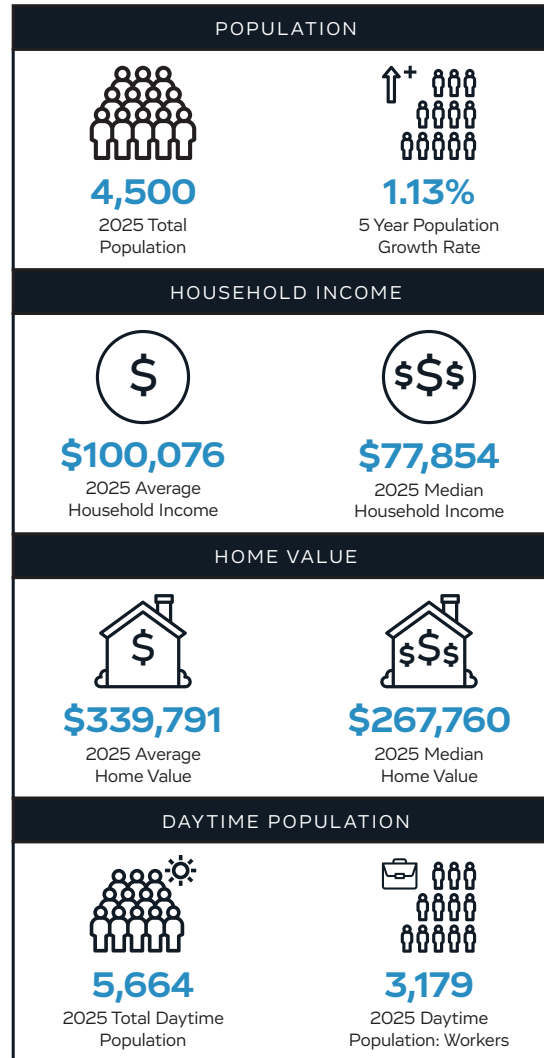 POPULATION
4,500
2025 Total
Population
1.13%
5 Year Population
Growth Rate
HOUSEHOLD INCOME
$
$100,076
2025 Average
Household Income
$$$
$77,854
2025 Median
Household Income
HOME VALUE
$
$339,791
2025 Average
Home Value
$$$
$267,760
2025 Median
Home Value
DAYTIME POPULATION
5,664
2025 Total Daytime
Population
3,179
2025 Daytime
Population: Workers